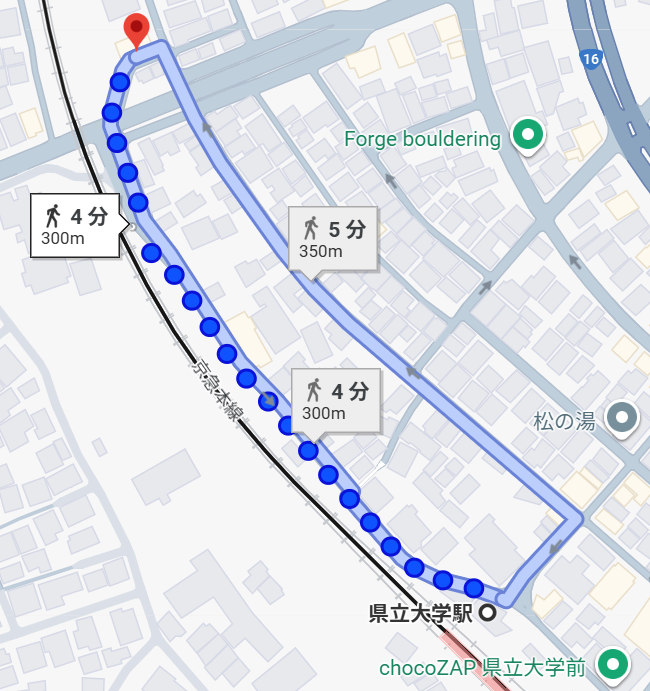 16
Forge bouldering
4 分
300m
5 分
350m
京急本線
4 分
300m
松の湯
県立大学駅
chocoZAP 県立大学前